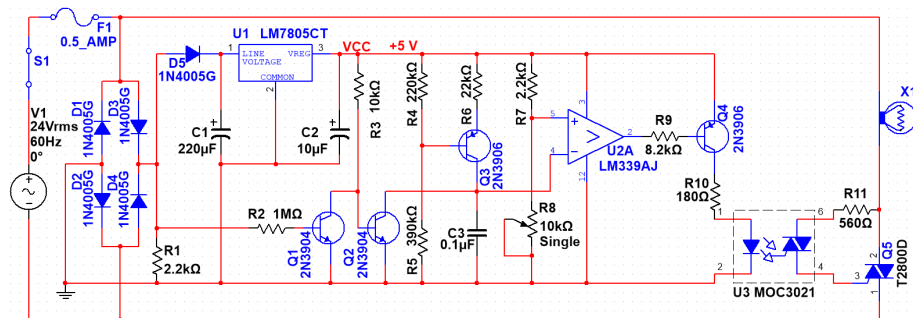 F1
0.5_AMP
S1
V1
24Vrms
60Hz
0°
D1
1N4005G
D3
1N4005G
D2
1N4005G
D4
1N4005G
D5
1N4005G
U1 LM7805CT
1
LINE
VOLTAGE
VREG
3
COMMON
2
VCC
+5 V
C1
220µF
C2
10µF
R3 10kΩ
R4 220kΩ
R6 22kΩ
R7 2.2kΩ
Q3
2N3906
R2 1MΩ
R1
2.2kΩ
Q1
2N3904
Q2
2N3904
R5 390kΩ
C3
0.1µF
R8
10kΩ
Single
5
4
3
12
2
U2A
LM339AJ
R9
8.2kΩ
Q4
2N3906
R10
180Ω
1
2
6
4
U3 MOC3021
R11
560Ω
X1
Q5
T2800D
2
3
1